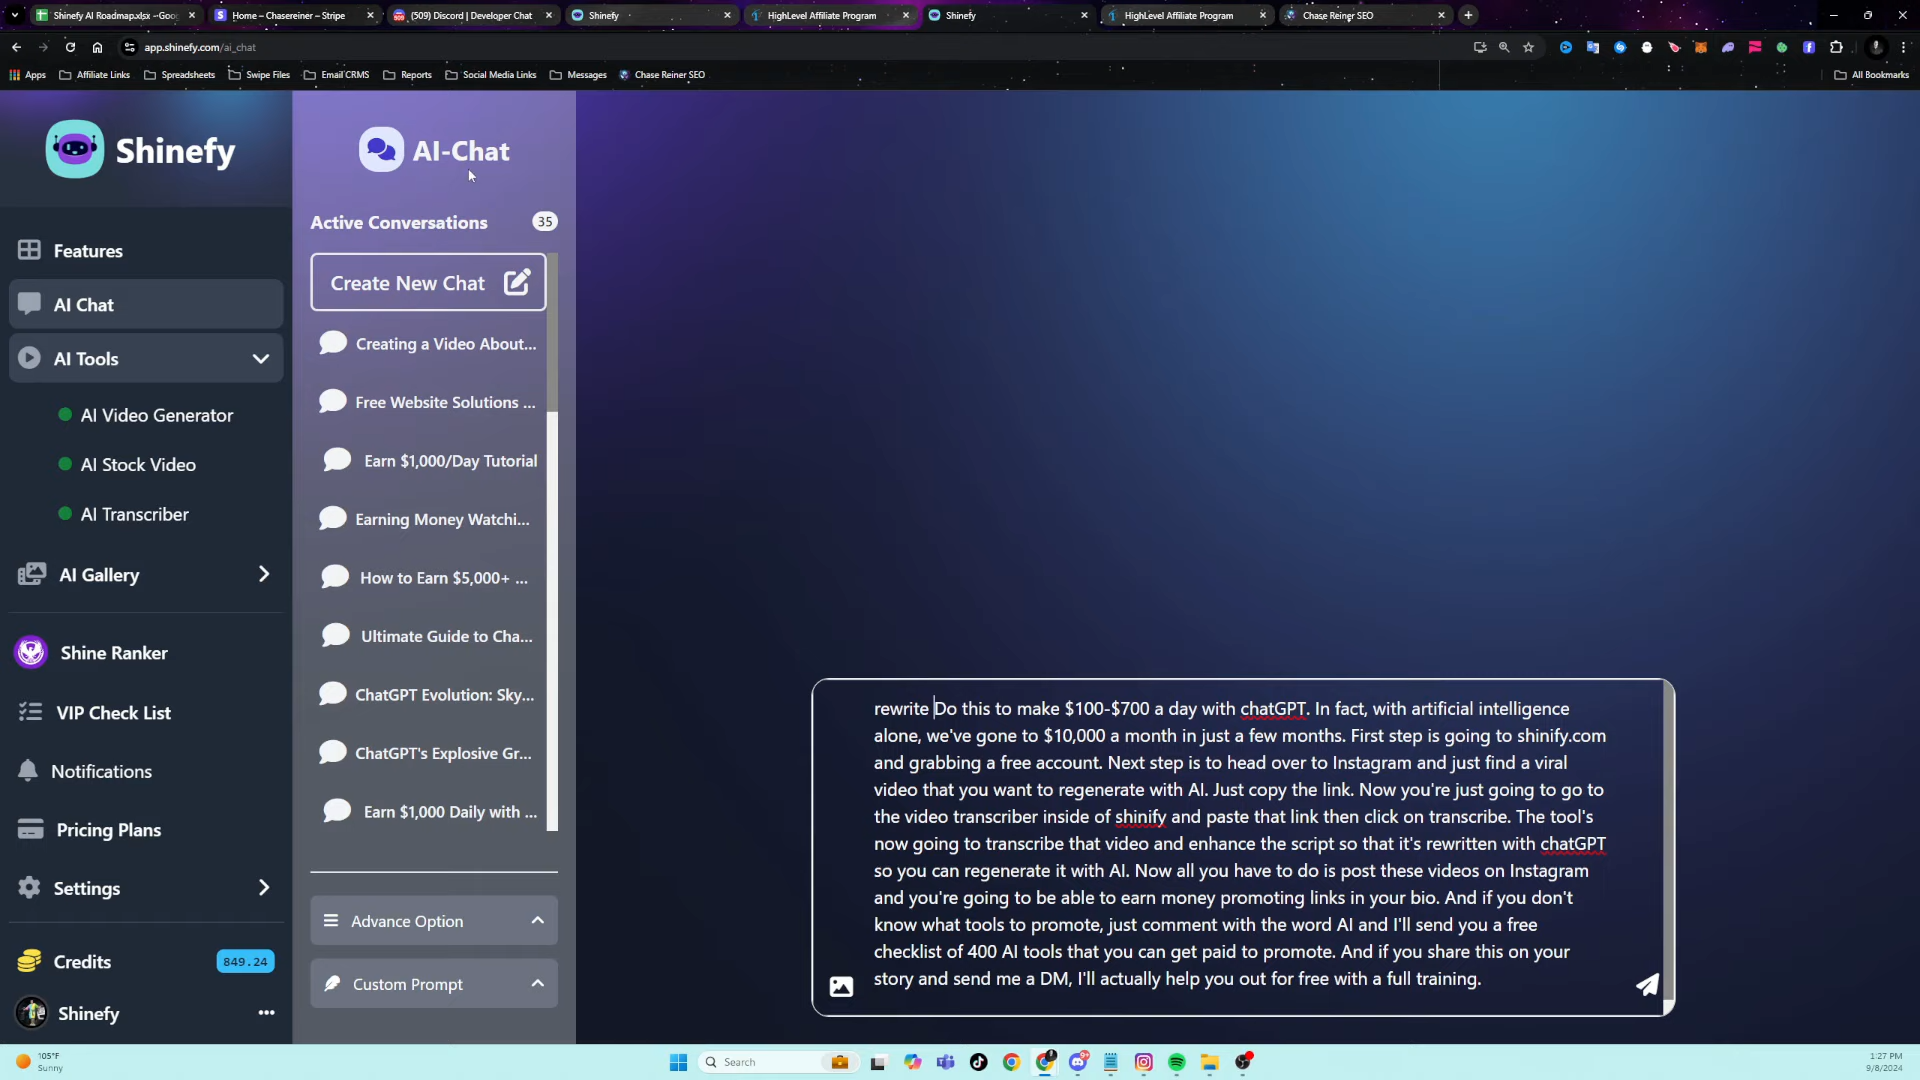 Shinefy AI Roadmap.xlsx - Goo
Home – Chasereiner – Stripe
(509) Discord | Developer Chat
Shinefy
HighLevel Affiliate Program
Shinefy
HighLevel Affiliate Program
Chase Reiner SEO
app.shinefy.com/ai_chat
Apps
Affiliate Links
Spreadsheets
Swipe Files
Email CRMS
Reports
Social Media Links
Messages
Chase Reiner SEO
All Bookmarks
Shinefy
Features
AI Chat
AI Tools
AI Video Generator
AI Stock Video
AI Transcriber
AI Gallery
Shine Ranker
VIP Check List
Notifications
Pricing Plans
Settings
Credits
849.24
Shinefy
AI-Chat
Active Conversations
35
Create New Chat
Creating a Video About...
Free Website Solutions ...
Earn $1,000/Day Tutorial
Earning Money Watchi...
How to Earn $5,000+ ...
Ultimate Guide to Cha...
ChatGPT Evolution: Sky...
ChatGPT's Explosive Gr...
Earn $1,000 Daily with ...
Advance Option
Custom Prompt
rewrite Do this to make $100-$700 a day with chatGPT. In fact, with artificial intelligence
alone, we've gone to $10,000 a month in just a few months. First step is going to shinify.com
and grabbing a free account. Next step is to head over to Instagram and just find a viral
video that you want to regenerate with AI. Just copy the link. Now you're just going to go to
the video transcriber inside of shinify and paste that link then click on transcribe. The tool's
now going to transcribe that video and enhance the script so that it's rewritten with chatGPT
so you can regenerate it with AI. Now all you have to do is post these videos on Instagram
and you're going to be able to earn money promoting links in your bio. And if you don't
know what tools to promote, just comment with the word AI and I'll send you a free
checklist of 400 AI tools that you can get paid to promote. And if you share this on your
story and send me a DM, I'll actually help you out for free with a full training.
105°F
Sunny
Search
1:27 PM
9/8/2024